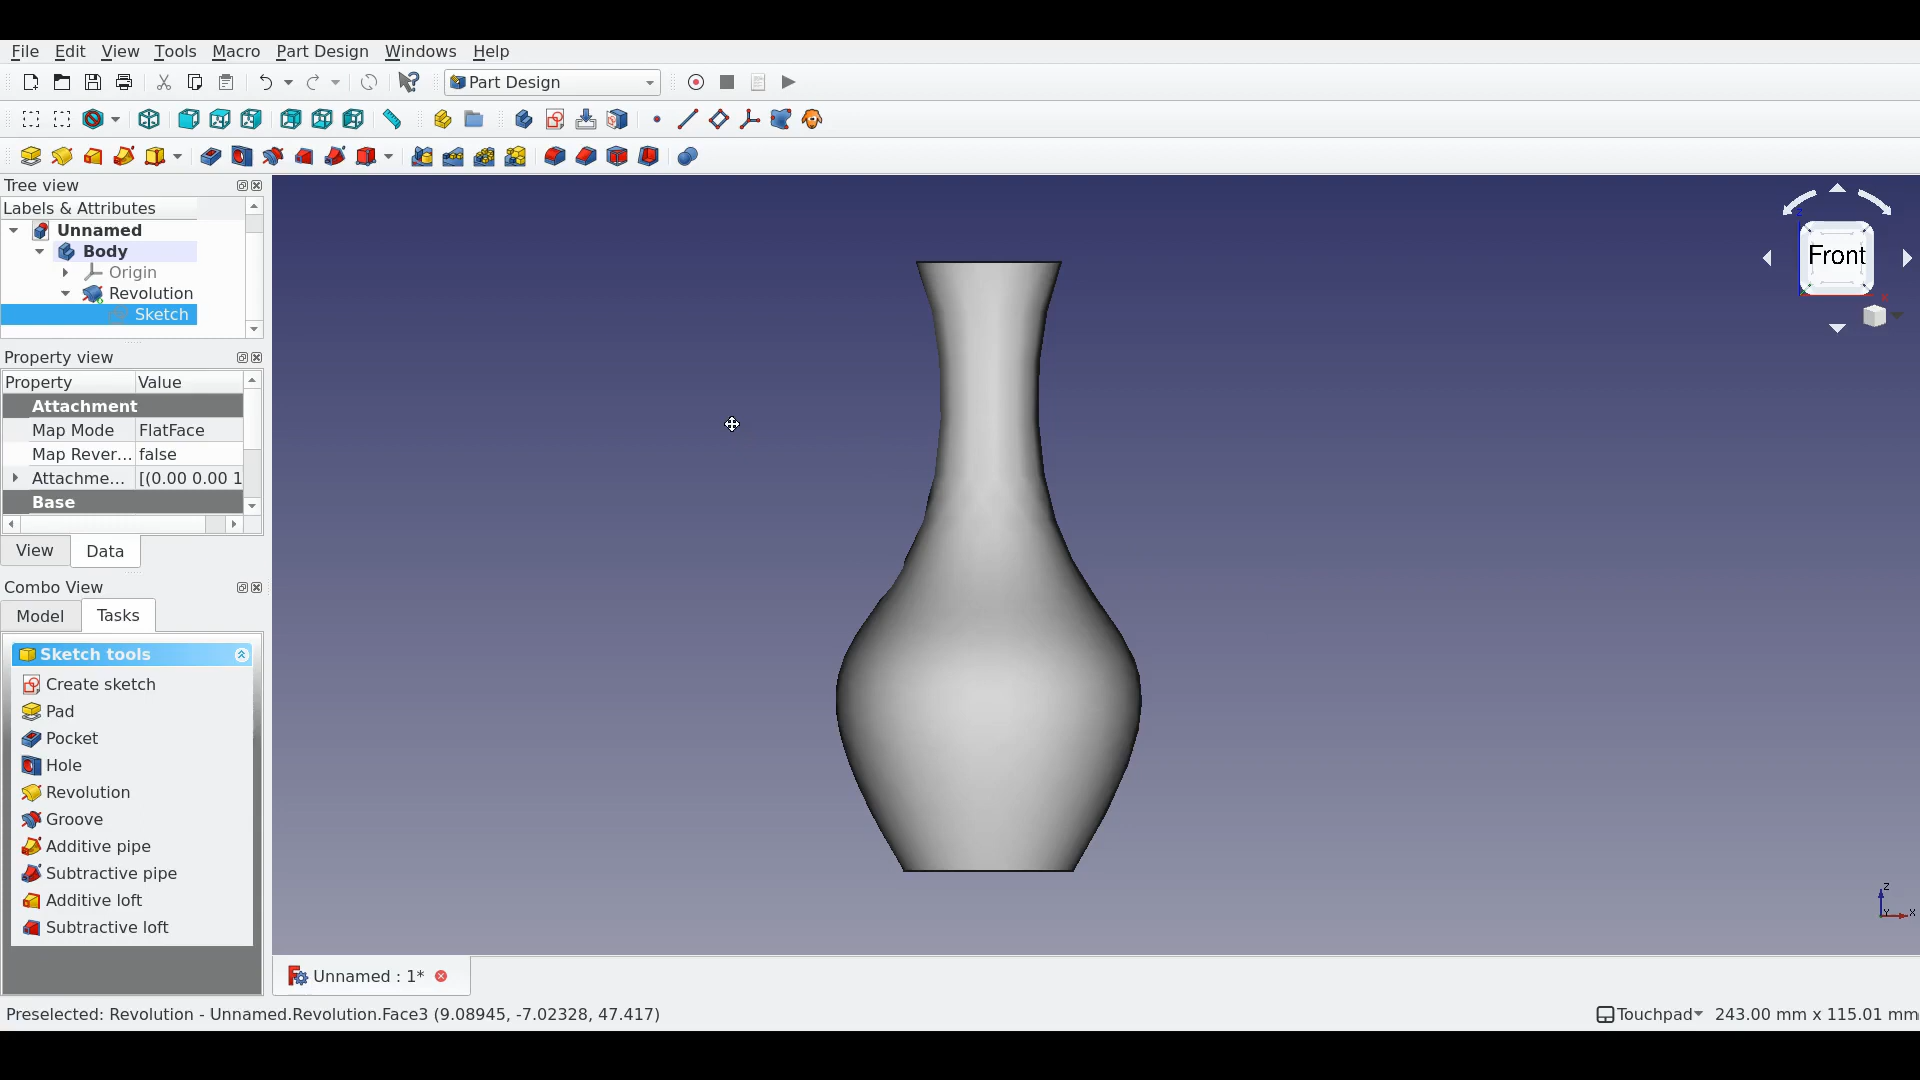 File Edit View Tools Macro Part Design Windows Help
Part Design
Tree view
Labels & Attributes
Unnamed
Body
Origin
Revolution
Sketch
Property view
Property Value
Attachment
Map Mode FlatFace
Map Rever... false
Attachme... [(0.00 0.00 1
Base
View Data
Combo View
Model Tasks
Sketch tools
Create sketch
Pad
Pocket
Hole
Revolution
Groove
Additive pipe
Subtractive pipe
Additive loft
Subtractive loft
Front
Z
X
Z
Y X
Unnamed : 1*
Preselected: Revolution - Unnamed.Revolution.Face3 (9.08945, -7.02328, 47.417)
Touchpad 243.00 mm x 115.01 mm